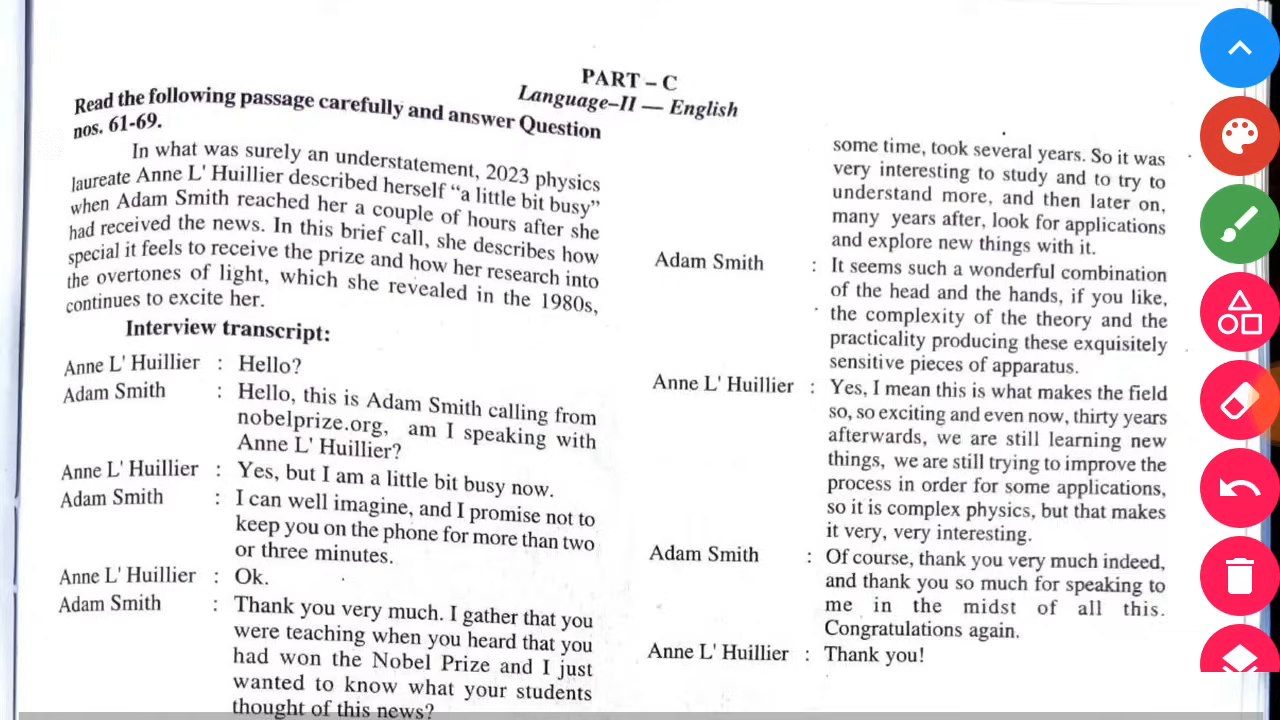 PART – C
Language–II — English
Read the following passage carefully and answer Question
nos. 61-69.
In what was surely an understatement, 2023 physics
laureate Anne L' Huillier described herself “a little bit busy”
when Adam Smith reached her a couple of hours after she
had received the news. In this brief call, she describes how
special it feels to receive the prize and how her research into
the overtones of light, which she revealed in the 1980s,
continues to excite her.
Interview transcript:
Anne L' Huillier : Hello?
Adam Smith : Hello, this is Adam Smith calling from
nobelprize.org, am I speaking with
Anne L' Huillier?
Anne L' Huillier : Yes, but I am a little bit busy now.
Adam Smith : I can well imagine, and I promise not to
keep you on the phone for more than two
or three minutes.
Anne L' Huillier : Ok.
Adam Smith : Thank you very much. I gather that you
were teaching when you heard that you
had won the Nobel Prize and I just
wanted to know what your students
thought of this news?
some time, took several years. So it was
very interesting to study and to try to
understand more, and then later on,
many years after, look for applications
and explore new things with it.
Adam Smith : It seems such a wonderful combination
of the head and the hands, if you like,
the complexity of the theory and the
practicality producing these exquisitely
sensitive pieces of apparatus.
Anne L' Huillier : Yes, I mean this is what makes the field
so, so exciting and even now, thirty years
afterwards, we are still learning new
things, we are still trying to improve the
process in order for some applications,
so it is complex physics, but that makes
it very, very interesting.
Adam Smith : Of course, thank you very much indeed,
and thank you so much for speaking to
me in the midst of all this.
Congratulations again.
Anne L' Huillier : Thank you!